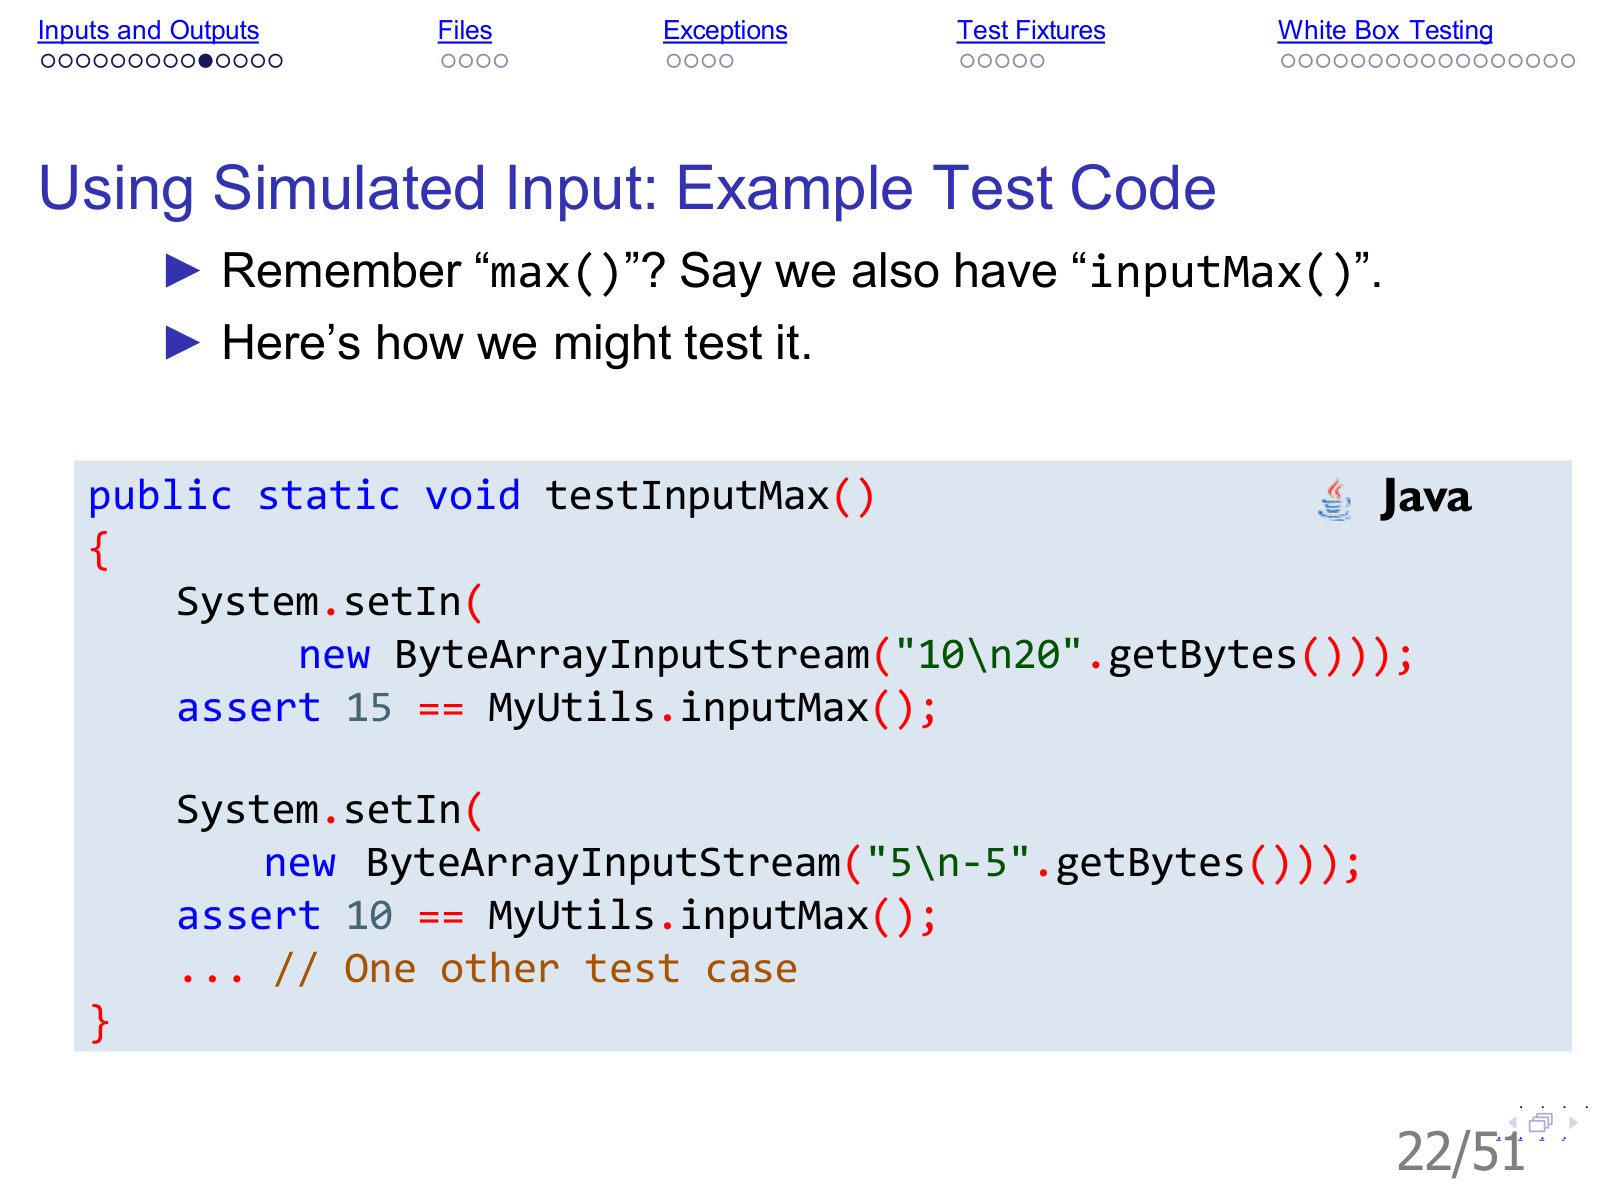 Inputs and Outputs Files Exceptions Test Fixtures White Box Testing
Using Simulated Input: Example Test Code
▶ Remember “max()”? Say we also have “inputMax()”.
▶ Here’s how we might test it.
public static void testInputMax() Java
{
    System.setIn(
         new ByteArrayInputStream("10\n20".getBytes()));
    assert 15 == MyUtils.inputMax();

    System.setIn(
        new ByteArrayInputStream("5\n-5".getBytes()));
    assert 10 == MyUtils.inputMax();
    ... // One other test case
}
22/51